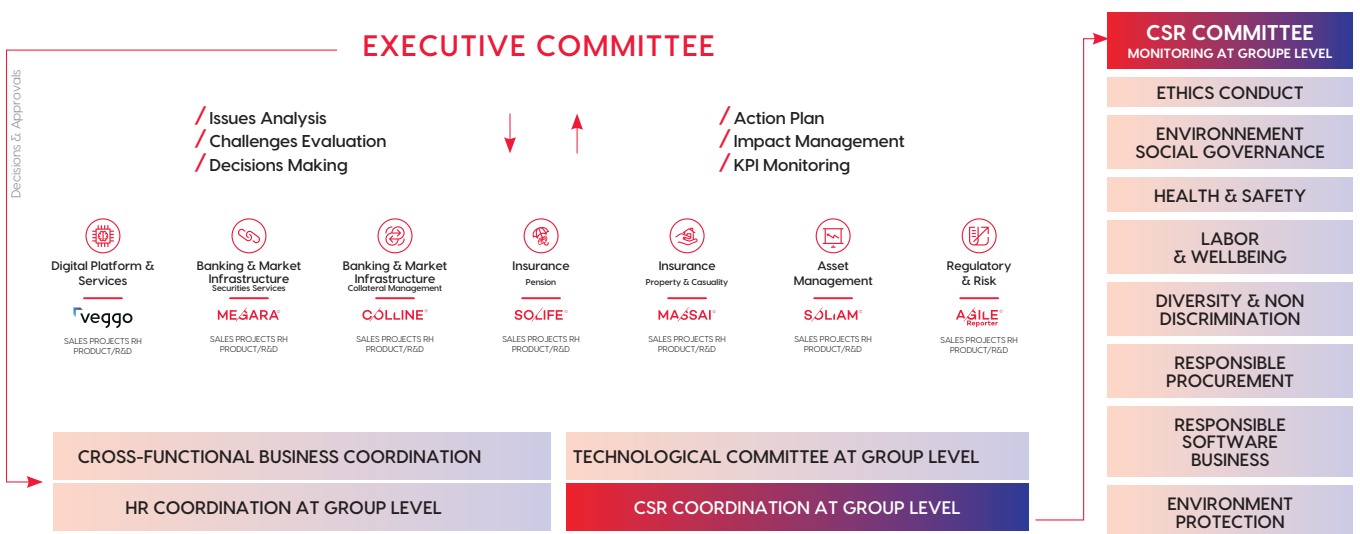 EXECUTIVE COMMITTEE
Decisions & Approvals
/ Issues Analysis
/ Challenges Evaluation
/ Decisions Making
/ Action Plan
/ Impact Management
/ KPI Monitoring
Digital Platform &
Services
veggo
SALES PROJECTS RH
PRODUCT/R&D
Banking & Market
Infrastructure
Securities Services
MEGARA®
SALES PROJECTS RH
PRODUCT/R&D
Banking & Market
Infrastructure
Collateral Management
COLLINE®
SALES PROJECTS RH
PRODUCT/R&D
Insurance
Pension
SOLIFE®
SALES PROJECTS RH
PRODUCT/R&D
Insurance
Property & Casuality
MASSAI®
SALES PROJECTS RH
PRODUCT/R&D
Asset
Management
SOLIAM®
SALES PROJECTS RH
PRODUCT/R&D
Regulatory
& Risk
AGILE®
Reporter
SALES PROJECTS RH
PRODUCT/R&D
CROSS-FUNCTIONAL BUSINESS COORDINATION
TECHNOLOGICAL COMMITTEE AT GROUP LEVEL
HR COORDINATION AT GROUP LEVEL
CSR COORDINATION AT GROUP LEVEL
CSR COMMITTEE
MONITORING AT GROUPE LEVEL
ETHICS CONDUCT
ENVIRONNEMENT
SOCIAL GOVERNANCE
HEALTH & SAFETY
LABOR
& WELLBEING
DIVERSITY & NON
DISCRIMINATION
RESPONSIBLE
PROCUREMENT
RESPONSIBLE
SOFTWARE
BUSINESS
ENVIRONMENT
PROTECTION